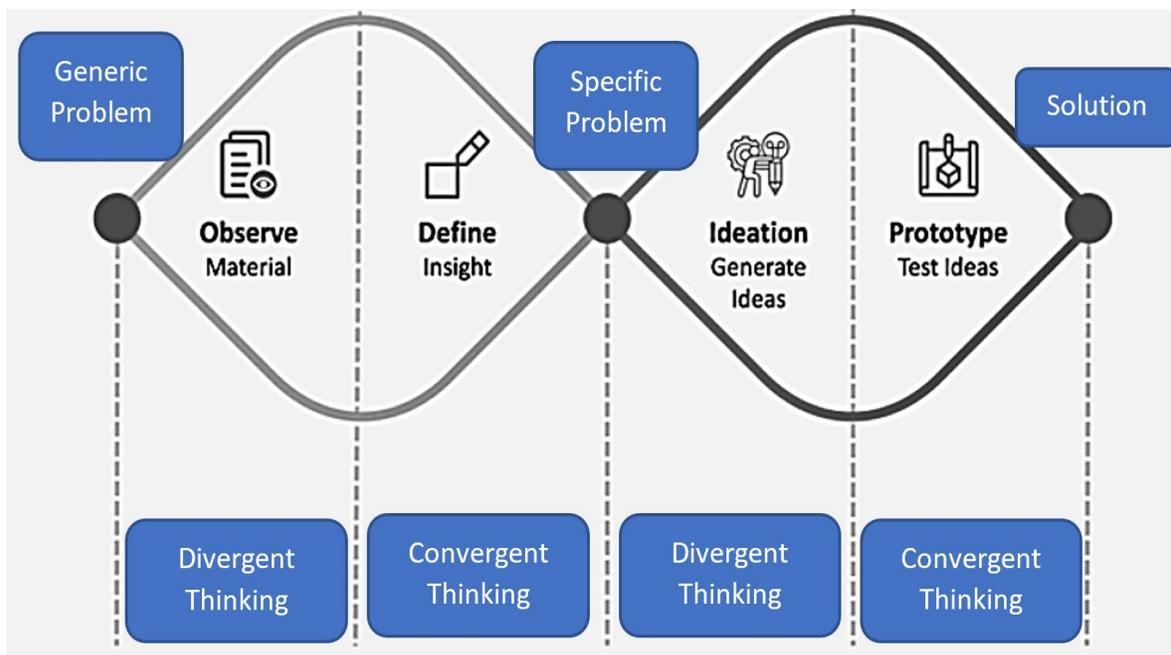 Generic
Problem
Specific
Problem
Solution
Observe
Material
Define
Insight
Ideation
Generate
Ideas
Prototype
Test Ideas
Divergent
Thinking
Convergent
Thinking
Divergent
Thinking
Convergent
Thinking